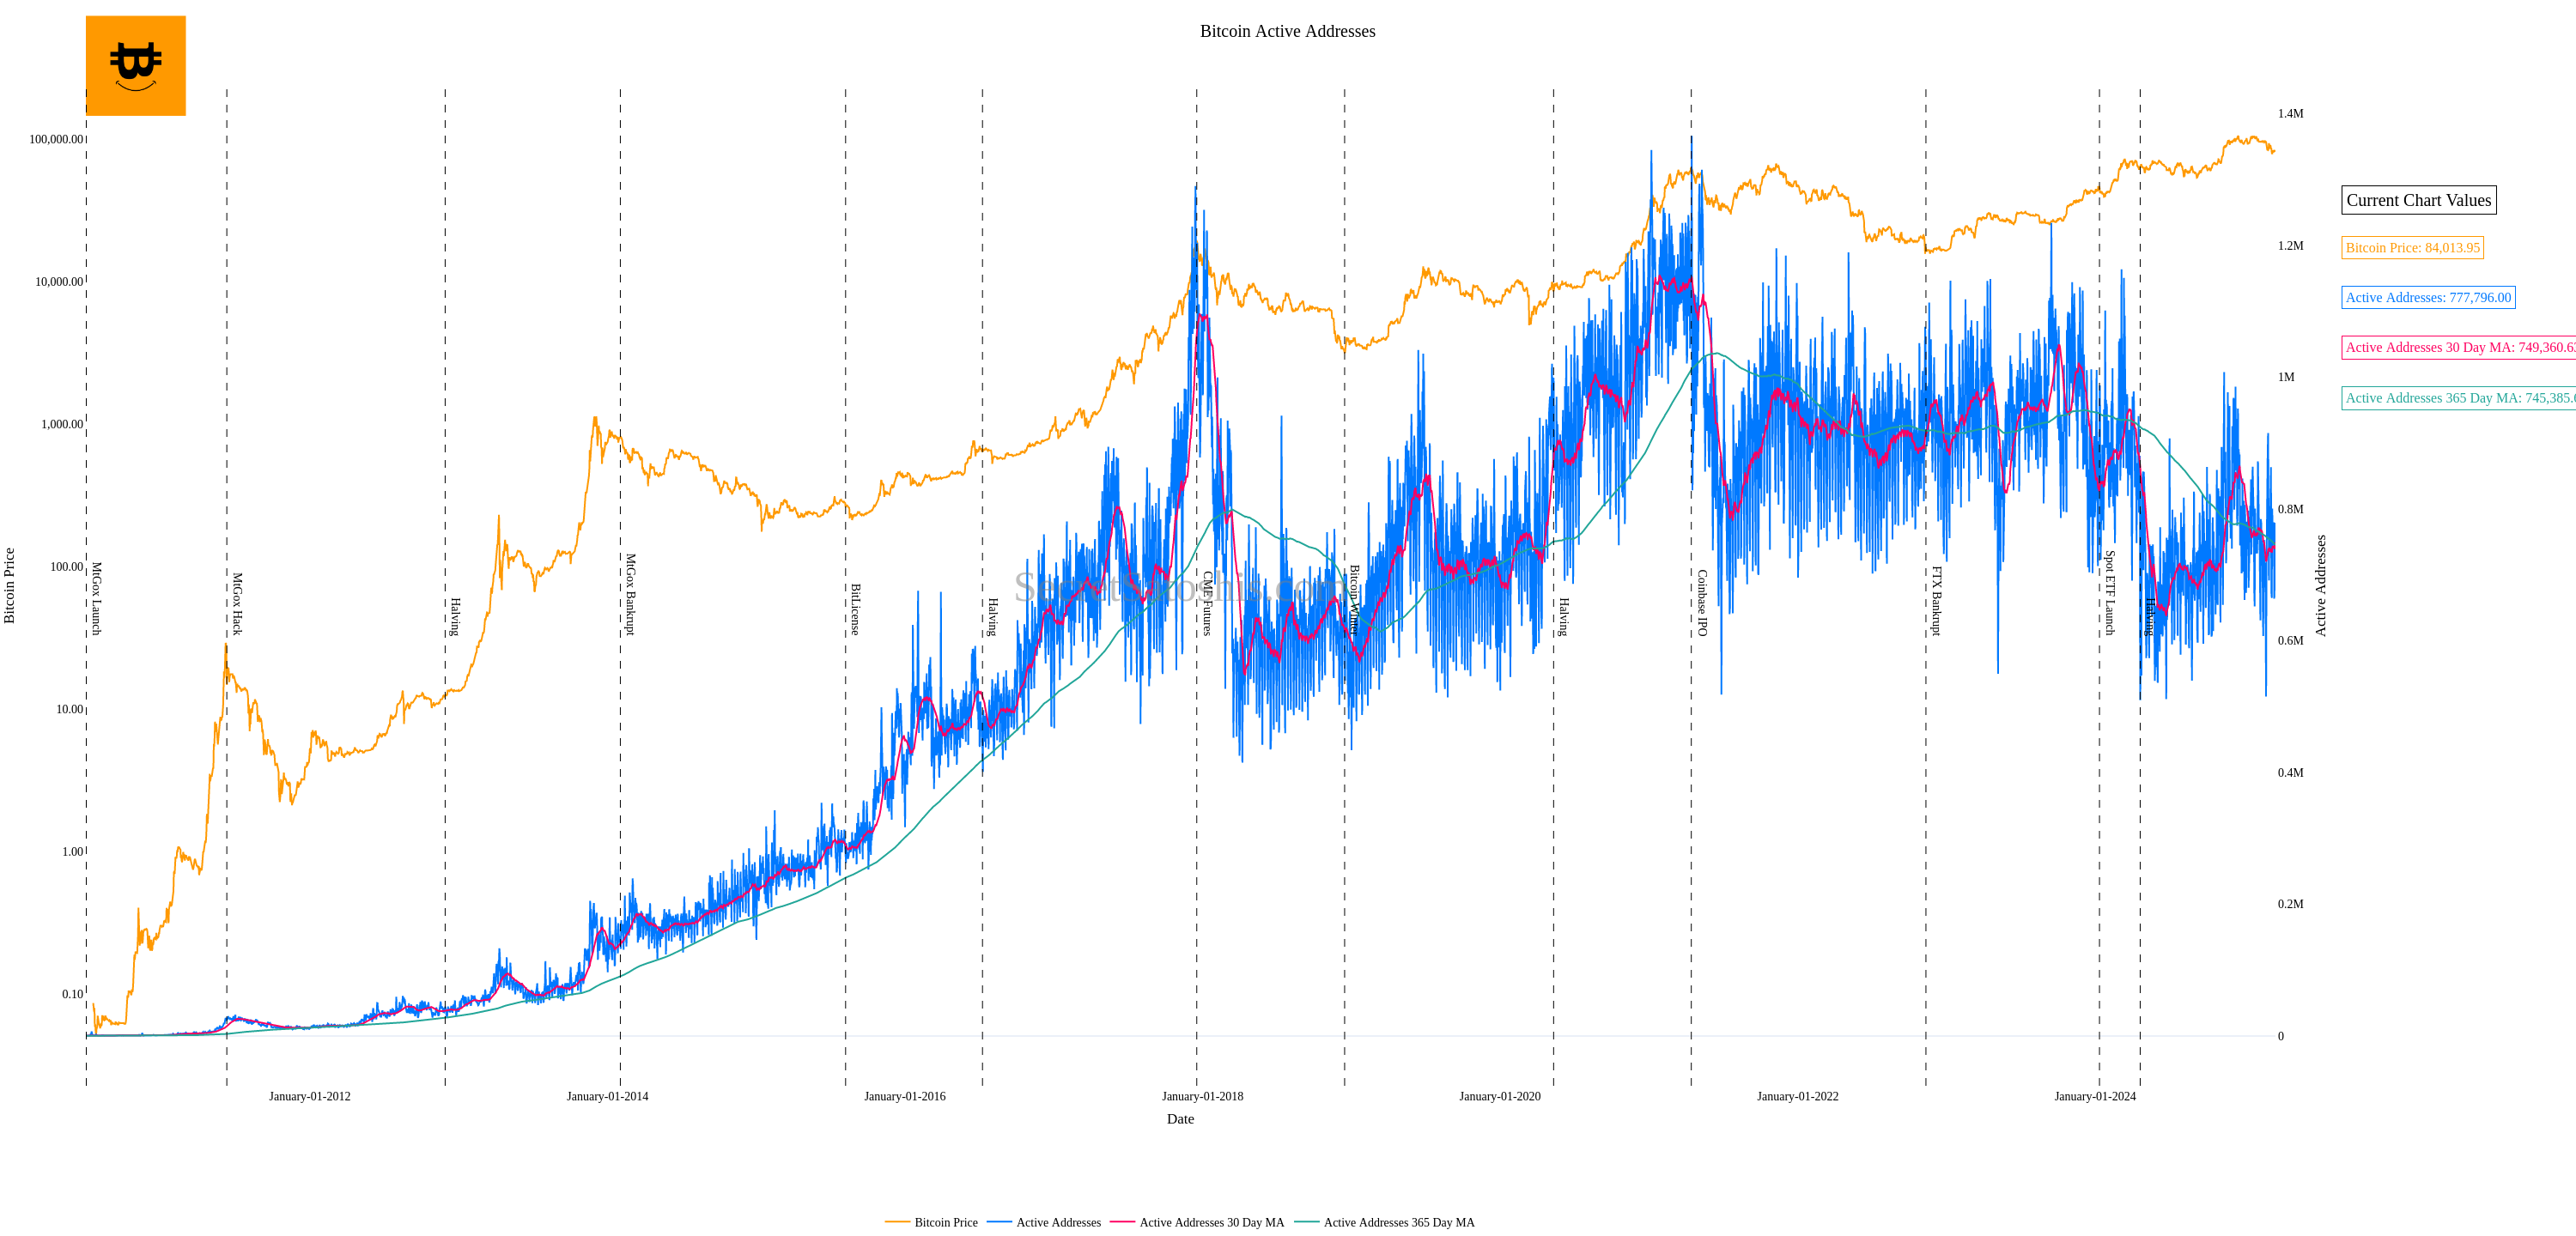 Bitcoin Active Addresses
100,000.00
10,000.00
1,000.00
100.00
10.00
1.00
0.10
Bitcoin Price
1.4M
1.2M
1M
0.8M
0.6M
0.4M
0.2M
0
Active Addresses
MtGox Launch
MtGox Hack
Halving
MtGox Bankrupt
BitLicense
Halving
CME Futures
Bitcoin Winter
Halving
Coinbase IPO
FTX Bankrupt
Spot ETF Launch
Halving
SecretSatoshis.com
January-01-2012
January-01-2014
January-01-2016
January-01-2018
January-01-2020
January-01-2022
January-01-2024
Date
Current Chart Values
Bitcoin Price: 84,013.95
Active Addresses: 777,796.00
Active Addresses 30 Day MA: 749,360.6
Active Addresses 365 Day MA: 745,385.
Bitcoin Price
Active Addresses
Active Addresses 30 Day MA
Active Addresses 365 Day MA